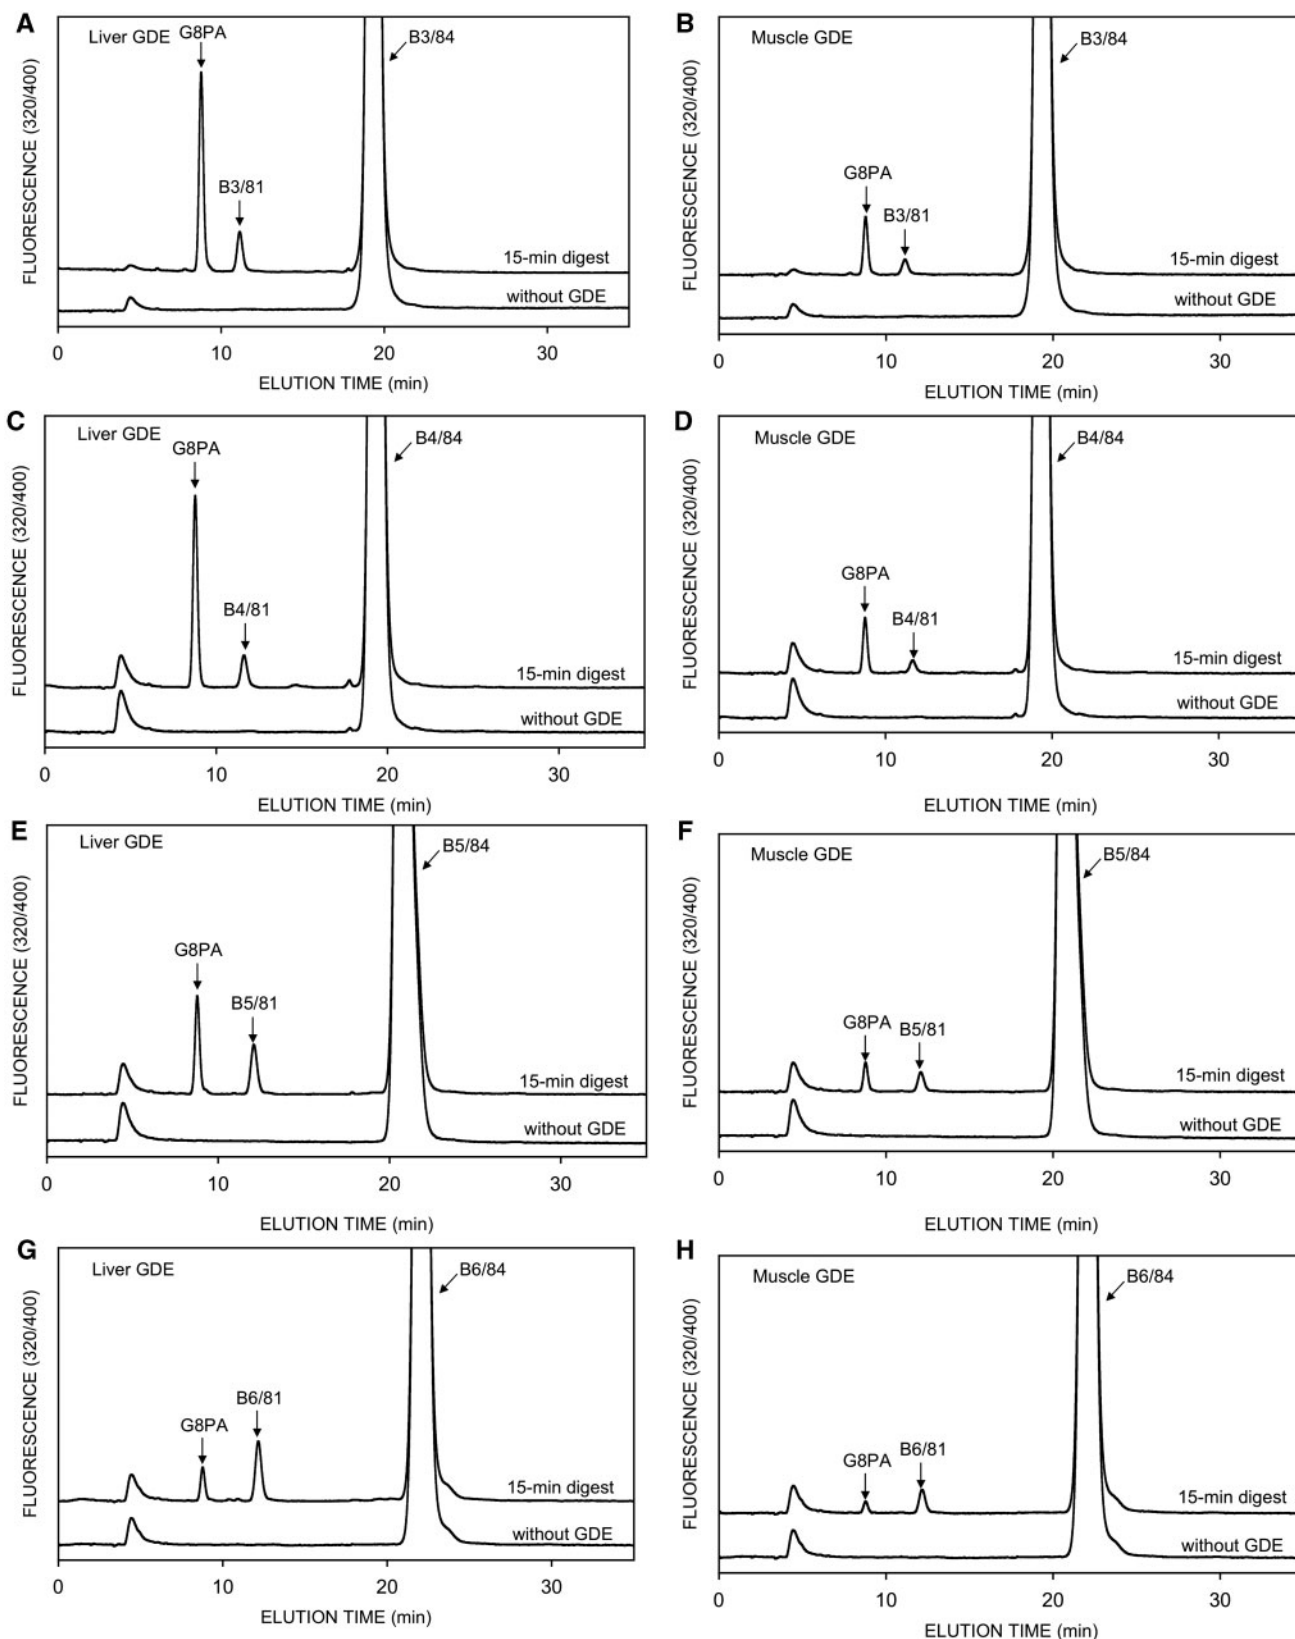 A
Liver GDE
G8PA
B3/84
B3/81
15-min digest
without GDE
FLUORESCENCE (320/400)
0 10 20 30
ELUTION TIME (min)
B
Muscle GDE
B3/84
G8PA
B3/81
15-min digest
without GDE
FLUORESCENCE (320/400)
0 10 20 30
ELUTION TIME (min)
C
Liver GDE
G8PA
B4/84
B4/81
15-min digest
without GDE
FLUORESCENCE (320/400)
0 10 20 30
ELUTION TIME (min)
D
Muscle GDE
B4/84
G8PA
B4/81
15-min digest
without GDE
FLUORESCENCE (320/400)
0 10 20 30
ELUTION TIME (min)
E
Liver GDE
B5/84
G8PA
B5/81
15-min digest
without GDE
FLUORESCENCE (320/400)
0 10 20 30
ELUTION TIME (min)
F
Muscle GDE
B5/84
G8PA
B5/81
15-min digest
without GDE
FLUORESCENCE (320/400)
0 10 20 30
ELUTION TIME (min)
G
Liver GDE
B6/84
B6/81
G8PA
15-min digest
without GDE
FLUORESCENCE (320/400)
0 10 20 30
ELUTION TIME (min)
H
Muscle GDE
B6/84
B6/81
G8PA
15-min digest
without GDE
FLUORESCENCE (320/400)
0 10 20 30
ELUTION TIME (min)